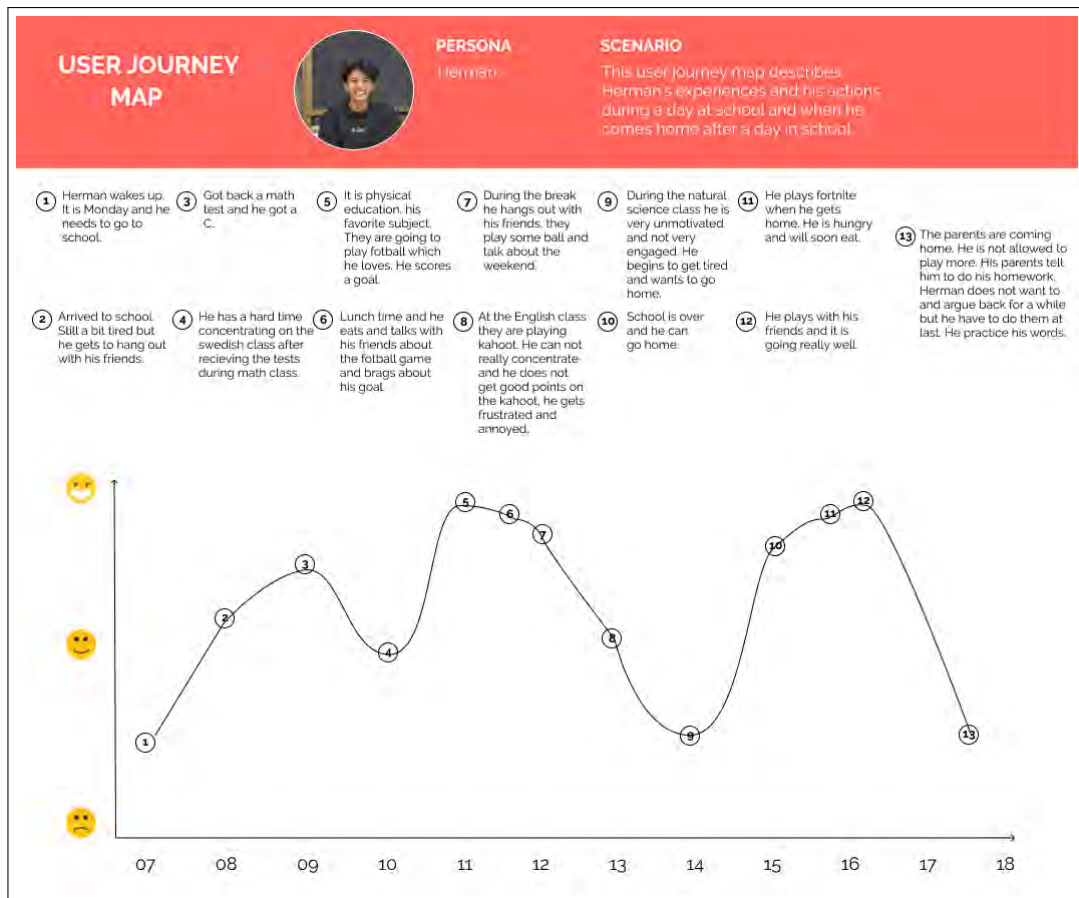 USER JOURNEY
MAP
PERSONA
Herman
SCENARIO
This user journey map describes
Herman's experiences and his actions
during a day at school and when he
comes home after a day in school.
1 Herman wakes up.
It is Monday and he
needs to go to
school.
3 Got back a math
test and he got a
C.
5 It is physical
education, his
favorite subject.
They are going to
play fotball which
he loves. He scores
a goal.
7 During the break
he hangs out with
his friends, they
play some ball and
talk about the
weekend.
9 During the natural
science class he is
very unmotivated
and not very
engaged. He
begins to get tired
and wants to go
home.
11 He plays fortnite
when he gets
home. He is hungry
and will soon eat.
13 The parents are coming
home. He is not allowed to
play more. His parents tell
him to do his homework.
Herman does not want to
and argue back for a while
but he have to do them at
last. He practice his words.
2 Arrived to school.
Still a bit tired but
he gets to hang out
with his friends.
4 He has a hard time
concentrating on the
swedish class after
recieving the tests
during math class.
6 Lunch time and he
eats and talks with
his friends about
the fotball game
and brags about
his goal.
8 At the English class
they are playing
kahoot. He can not
really concentrate
and he does not
get good points on
the kahoot, he gets
frustrated and
annoyed.
10 School is over
and he can
go home.
12 He plays with his
friends and it is
going really well.
1
2
3
4
5
6
7
8
9
10
11
12
13
07 08 09 10 11 12 13 14 15 16 17 18